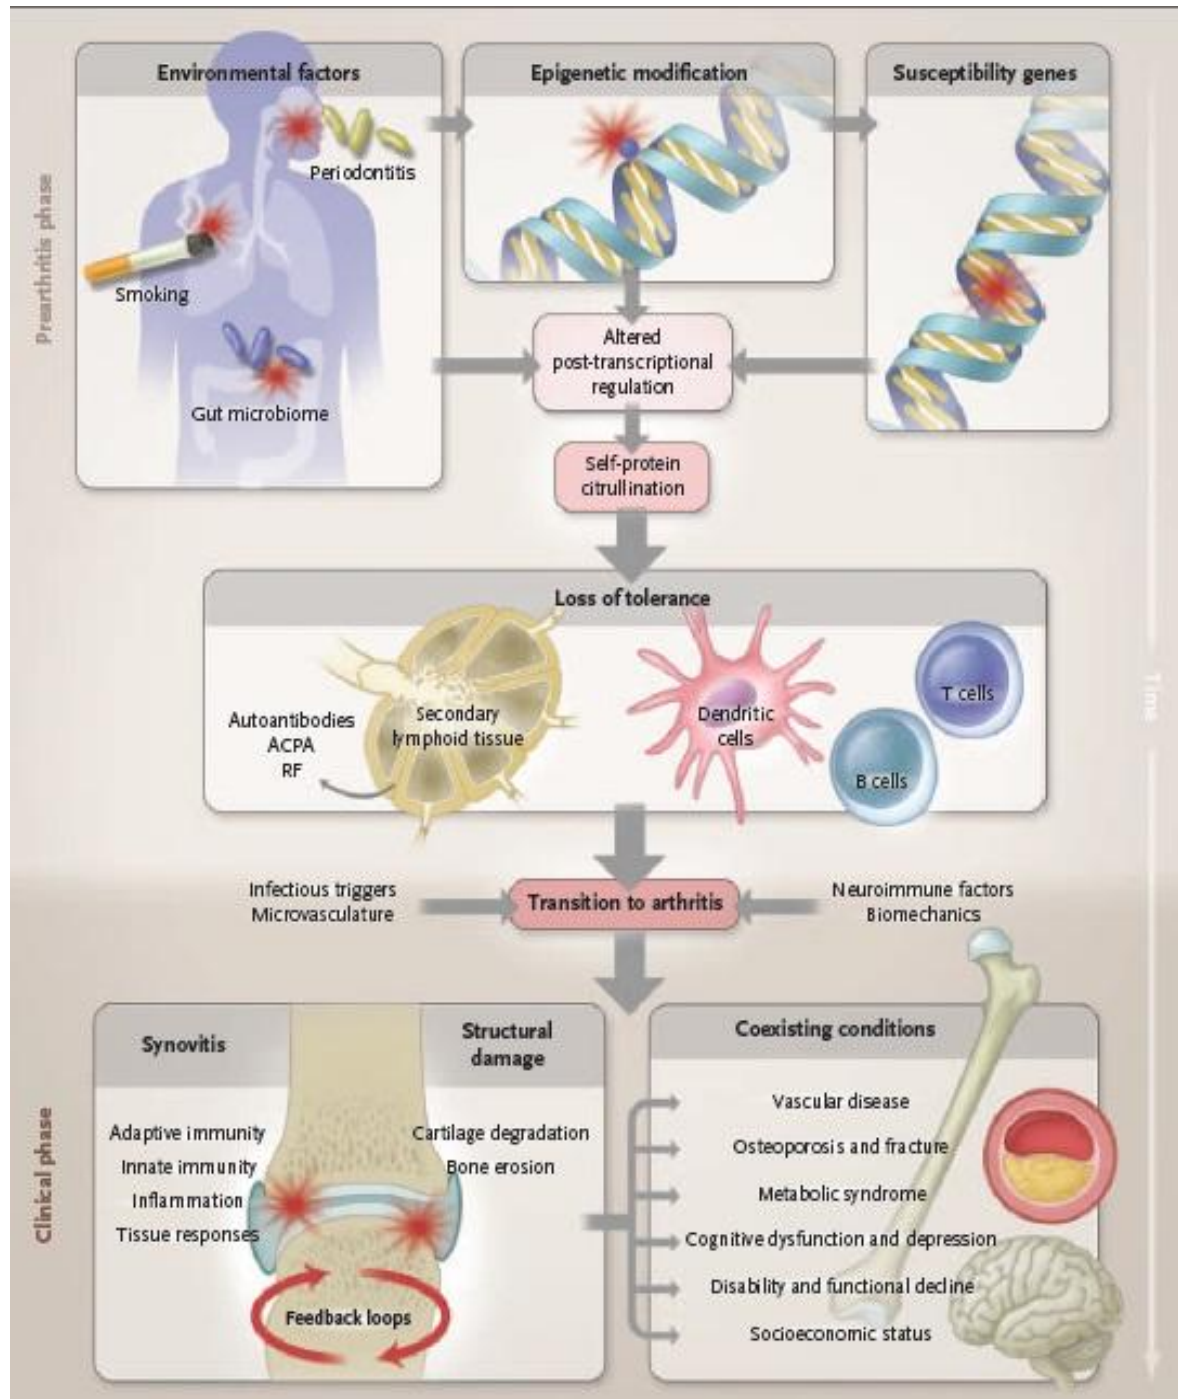 Environmental factors
Epigenetic modification
Susceptibility genes
Periodontitis
Smoking
Gut microbiome
Prearthritis phase
Altered
post-transcriptional
regulation
Self-protein
citrullination
Loss of tolerance
Autoantibodies
ACPA
RF
Secondary
lymphoid tissue
Dendritic
cells
T cells
B cells
Time
Infectious triggers
Microvasculature
Transition to arthritis
Neuroimmune factors
Biomechanics
Clinical phase
Synovitis
Structural
damage
Adaptive immunity
Innate immunity
Inflammation
Tissue responses
Cartilage degradation
Bone erosion
Feedback loops
Coexisting conditions
Vascular disease
Osteoporosis and fracture
Metabolic syndrome
Cognitive dysfunction and depression
Disability and functional decline
Socioeconomic status